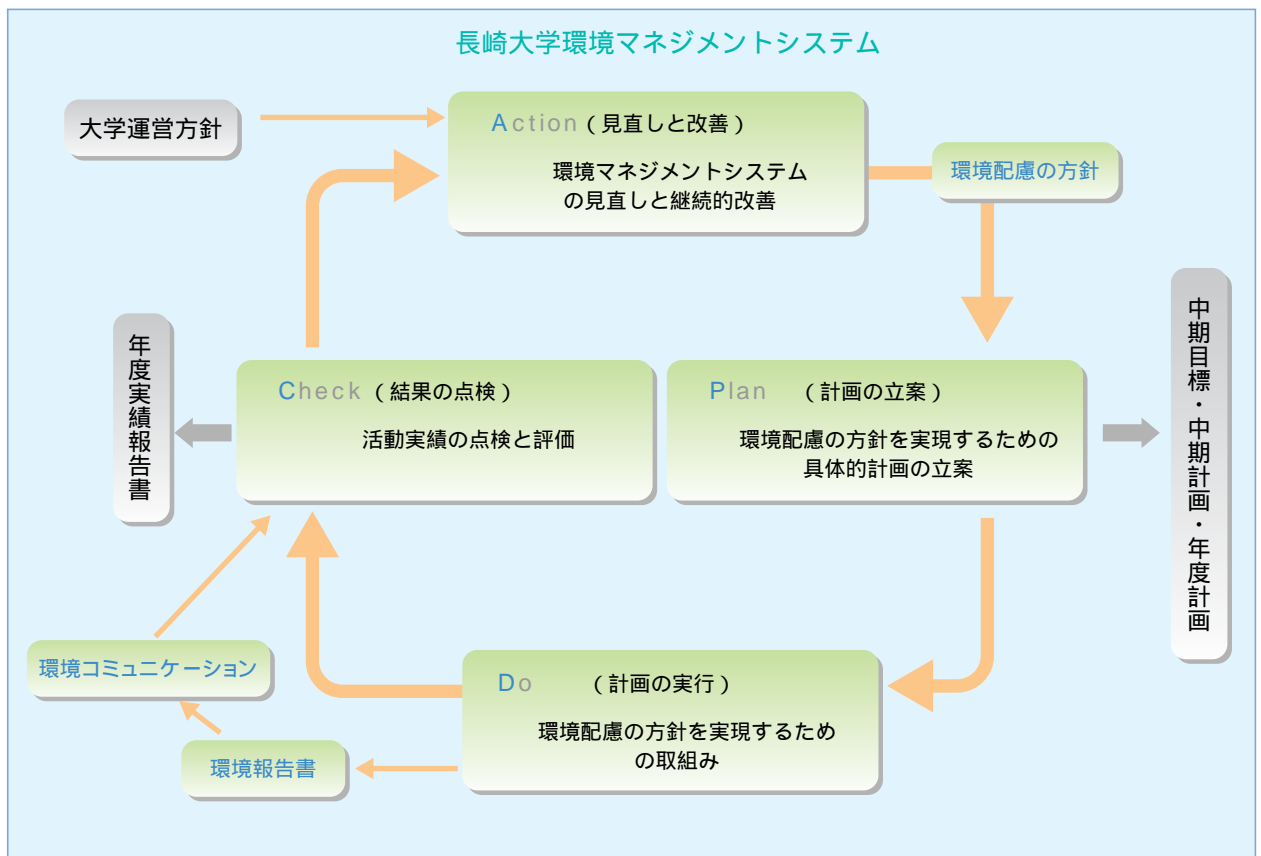 長崎大学環境マネジメントシステム
大学運営方針
Action（見直しと改善）
環境マネジメントシステム
の見直しと継続的改善
環境配慮の方針
年度実績報告書
Check（結果の点検）
活動実績の点検と評価
Plan （計画の立案）
環境配慮の方針を実現するための
具体的計画の立案
中期目標・中期計画・年度計画
環境コミュニケーション
環境報告書
Do （計画の実行）
環境配慮の方針を実現するため
の取組み